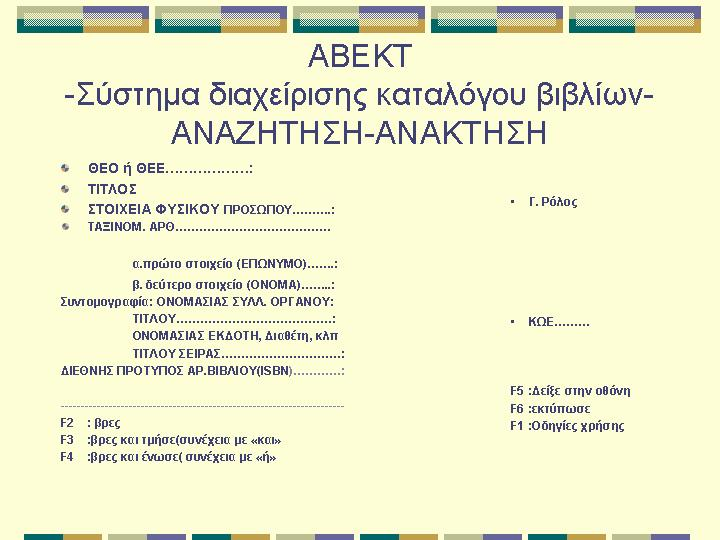 ΑΒΕΚΤ
-Σύστημα διαχείρισης καταλόγου βιβλίων-
ΑΝΑΖΗΤΗΣΗ-ΑΝΑΚΤΗΣΗ
ΘΕΟ ή ΘΕΕ………………:
ΤΙΤΛΟΣ
ΣΤΟΙΧΕΙΑ ΦΥΣΙΚΟΥ ΠΡΟΣΩΠΟΥ……….:
ΤΑΞΙΝΟΜ. ΑΡΘ…………………………………
α.πρώτο στοιχείο (ΕΠΩΝΥΜΟ)…….:
β. δεύτερο στοιχείο (ΟΝΟΜΑ)……..:
Συντομογραφία: ΟΝΟΜΑΣΙΑΣ ΣΥΛΛ. ΟΡΓΑΝΟΥ:
ΤΙΤΛΟΥ…………………………………:
ΟΝΟΜΑΣΙΑΣ ΕΚΔΟΤΗ, Διαθέτη, κλπ
ΤΙΤΛΟΥ ΣΕΙΡΑΣ…………………………:
ΔΙΕΘΝΗΣ ΠΡΟΤΥΠΟΣ ΑΡ.ΒΙΒΛΙΟΥ(ISBN)…………:
-----------------------------------------------------------------------
F2 : βρες
F3 :βρες και τμήσε(συνέχεια με «και»
F4 :βρες και ένωσε( συνέχεια με «ή»
• Γ. Ρόλος
• ΚΩΕ………
F5 :Δείξε στην οθόνη
F6 :εκτύπωσε
F1 :Οδηγίες χρήσης